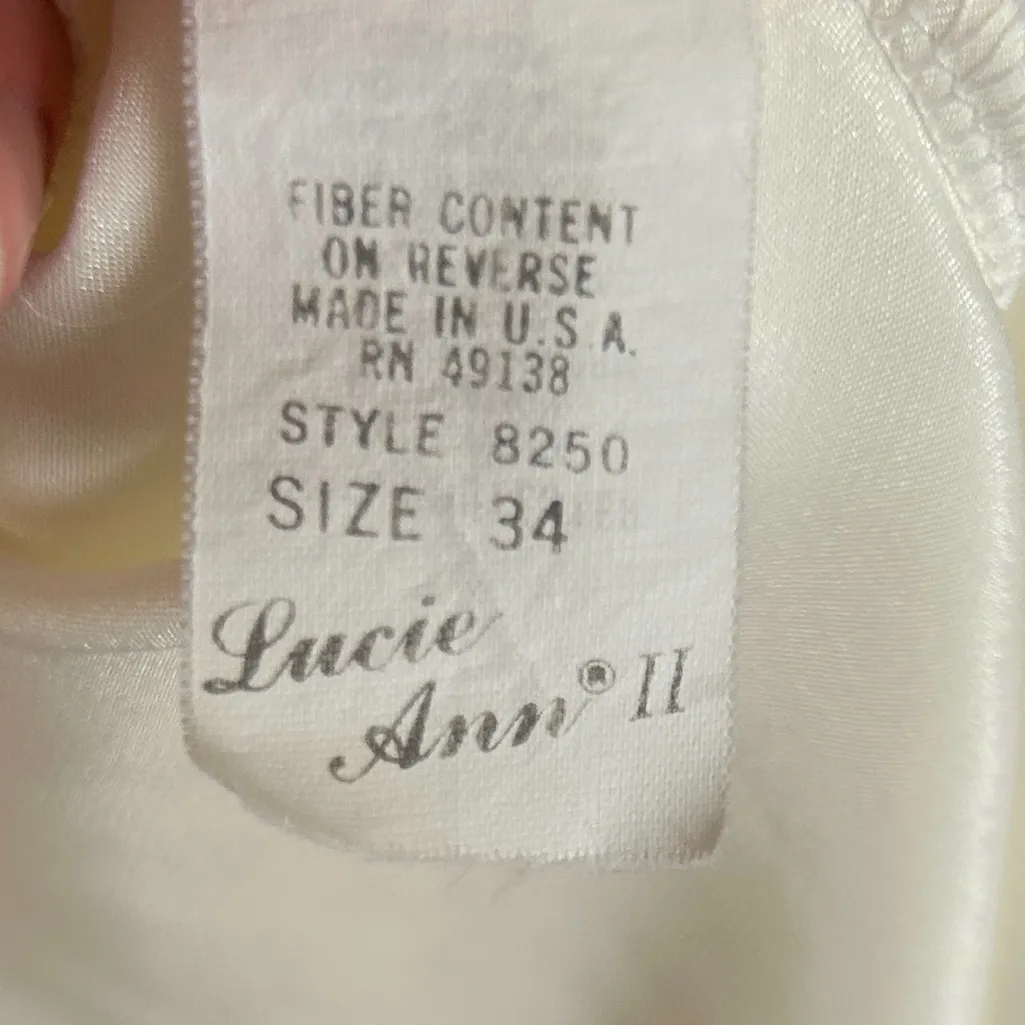 FIBER CONTENT
ON REVERSE
MADE IN U.S.A.
RN 49138
STYLE 8250
SIZE 34
Lucie
Ann® II